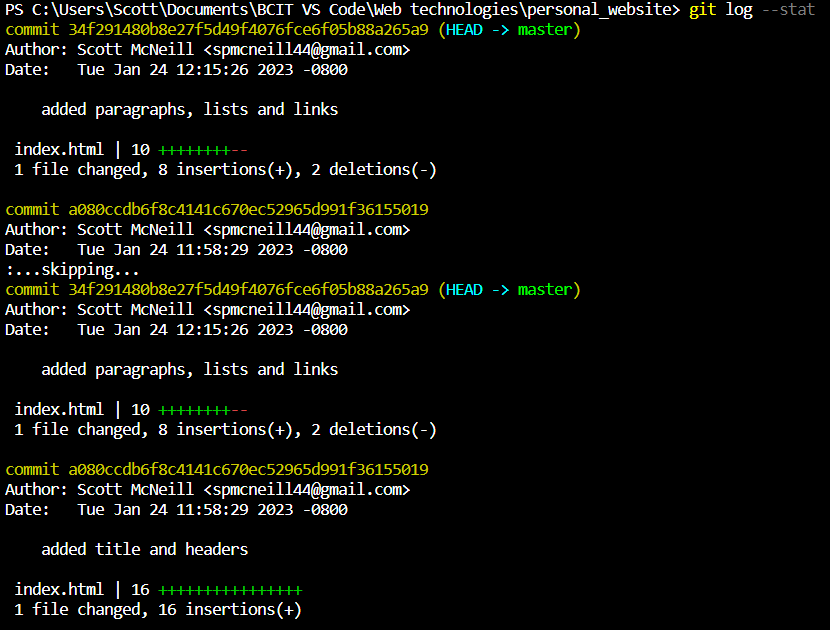 PS C:\Users\Scott\Documents\BCIT VS Code\Web technologies\personal_website> git log --stat
commit 34f291480b8e27f5d49f4076fce6f05b88a265a9 (HEAD -> master)
Author: Scott McNeill <spmcneill44@gmail.com>
Date:   Tue Jan 24 12:15:26 2023 -0800

    added paragraphs, lists and links

 index.html | 10 ++++++++--
 1 file changed, 8 insertions(+), 2 deletions(-)

commit a080ccdb6f8c4141c670ec52965d991f36155019
Author: Scott McNeill <spmcneill44@gmail.com>
Date:   Tue Jan 24 11:58:29 2023 -0800
:...skipping...
commit 34f291480b8e27f5d49f4076fce6f05b88a265a9 (HEAD -> master)
Author: Scott McNeill <spmcneill44@gmail.com>
Date:   Tue Jan 24 12:15:26 2023 -0800

    added paragraphs, lists and links

 index.html | 10 ++++++++--
 1 file changed, 8 insertions(+), 2 deletions(-)

commit a080ccdb6f8c4141c670ec52965d991f36155019
Author: Scott McNeill <spmcneill44@gmail.com>
Date:   Tue Jan 24 11:58:29 2023 -0800

    added title and headers

 index.html | 16 ++++++++++++++++
 1 file changed, 16 insertions(+)